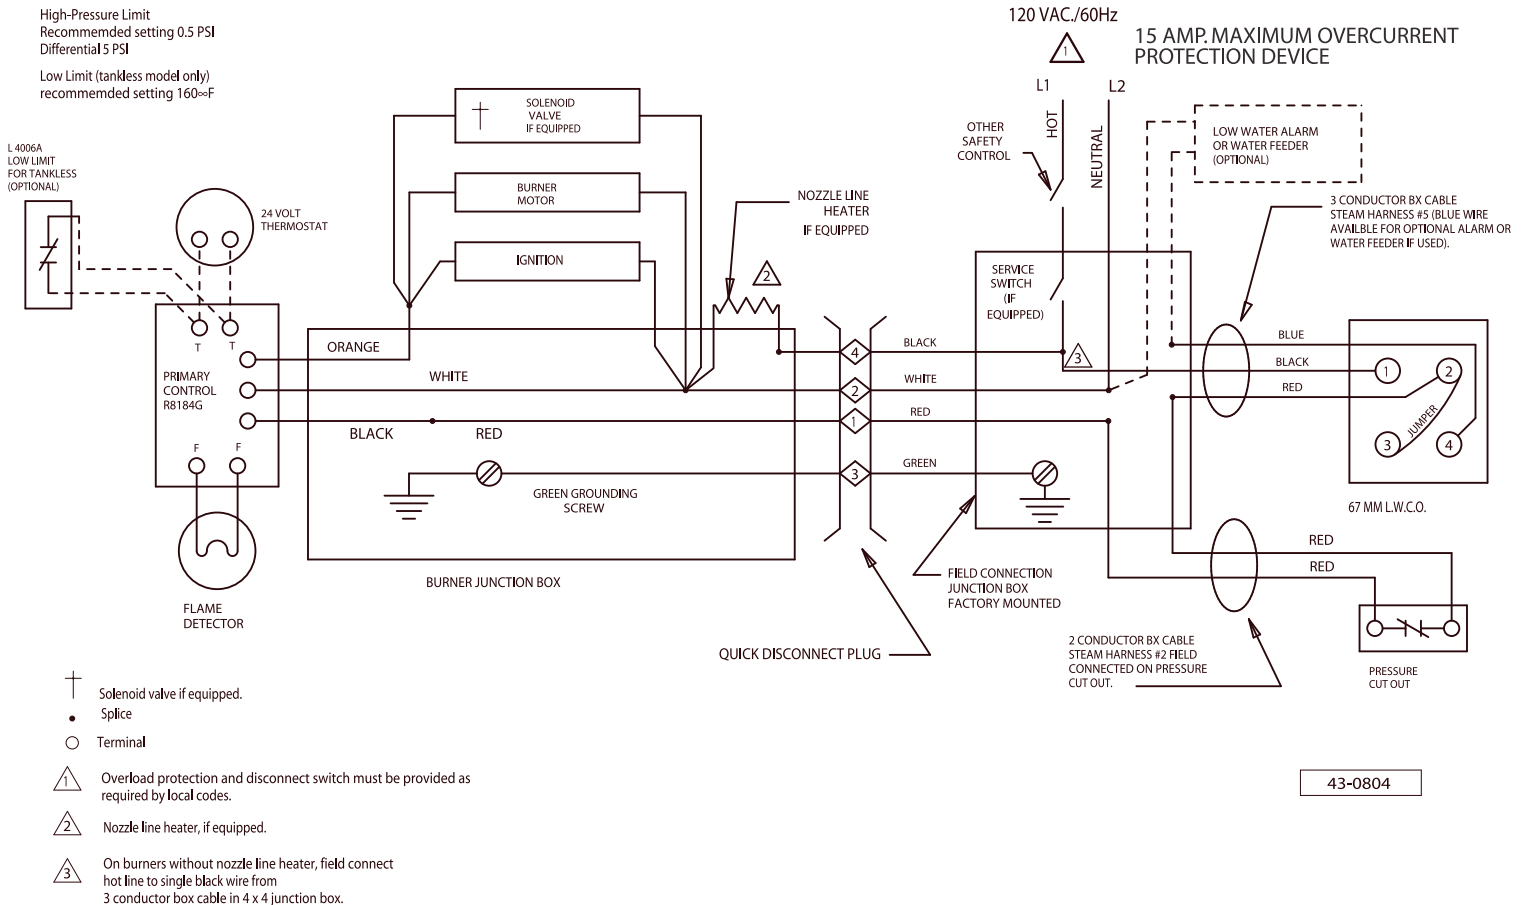 High-Pressure Limit
Recommemded setting 0.5 PSI
Differential 5 PSI
Low Limit (tankless model only)
recommemded setting 160∞F
120 VAC./60Hz
1
15 AMP. MAXIMUM OVERCURRENT
PROTECTION DEVICE
L1
L2
HOT
NEUTRAL
OTHER
SAFETY
CONTROL
LOW WATER ALARM
OR WATER FEEDER
(OPTIONAL)
3 CONDUCTOR BX CABLE
STEAM HARNESS #5 (BLUE WIRE
AVAILBLE FOR OPTIONAL ALARM OR
WATER FEEDER IF USED).
L 4006A
LOW LIMIT
FOR TANKLESS
(OPTIONAL)
24 VOLT
THERMOSTAT
SOLENOID
VALVE
IF EQUIPPED
BURNER
MOTOR
IGNITION
NOZZLE LINE
HEATER
IF EQUIPPED
2
SERVICE
SWITCH
(IF
EQUIPPED)
T
T
PRIMARY
CONTROL
R8184G
F
F
ORANGE
WHITE
BLACK
RED
GREEN GROUNDING
SCREW
4
2
1
3
BLACK
WHITE
RED
GREEN
3
BLUE
BLACK
RED
1
2
3
4
JUMPER
67 MM L.W.C.O.
RED
RED
PRESSURE
CUT OUT
FLAME
DETECTOR
BURNER JUNCTION BOX
QUICK DISCONNECT PLUG
FIELD CONNECTION
JUNCTION BOX
FACTORY MOUNTED
2 CONDUCTOR BX CABLE
STEAM HARNESS #2 FIELD
CONNECTED ON PRESSURE
CUT OUT.
Solenoid valve if equipped.
Splice
Terminal
1
Overload protection and disconnect switch must be provided as
required by local codes.
2
Nozzle line heater, if equipped.
3
On burners without nozzle line heater, field connect
hot line to single black wire from
3 conductor box cable in 4 x 4 junction box.
43-0804